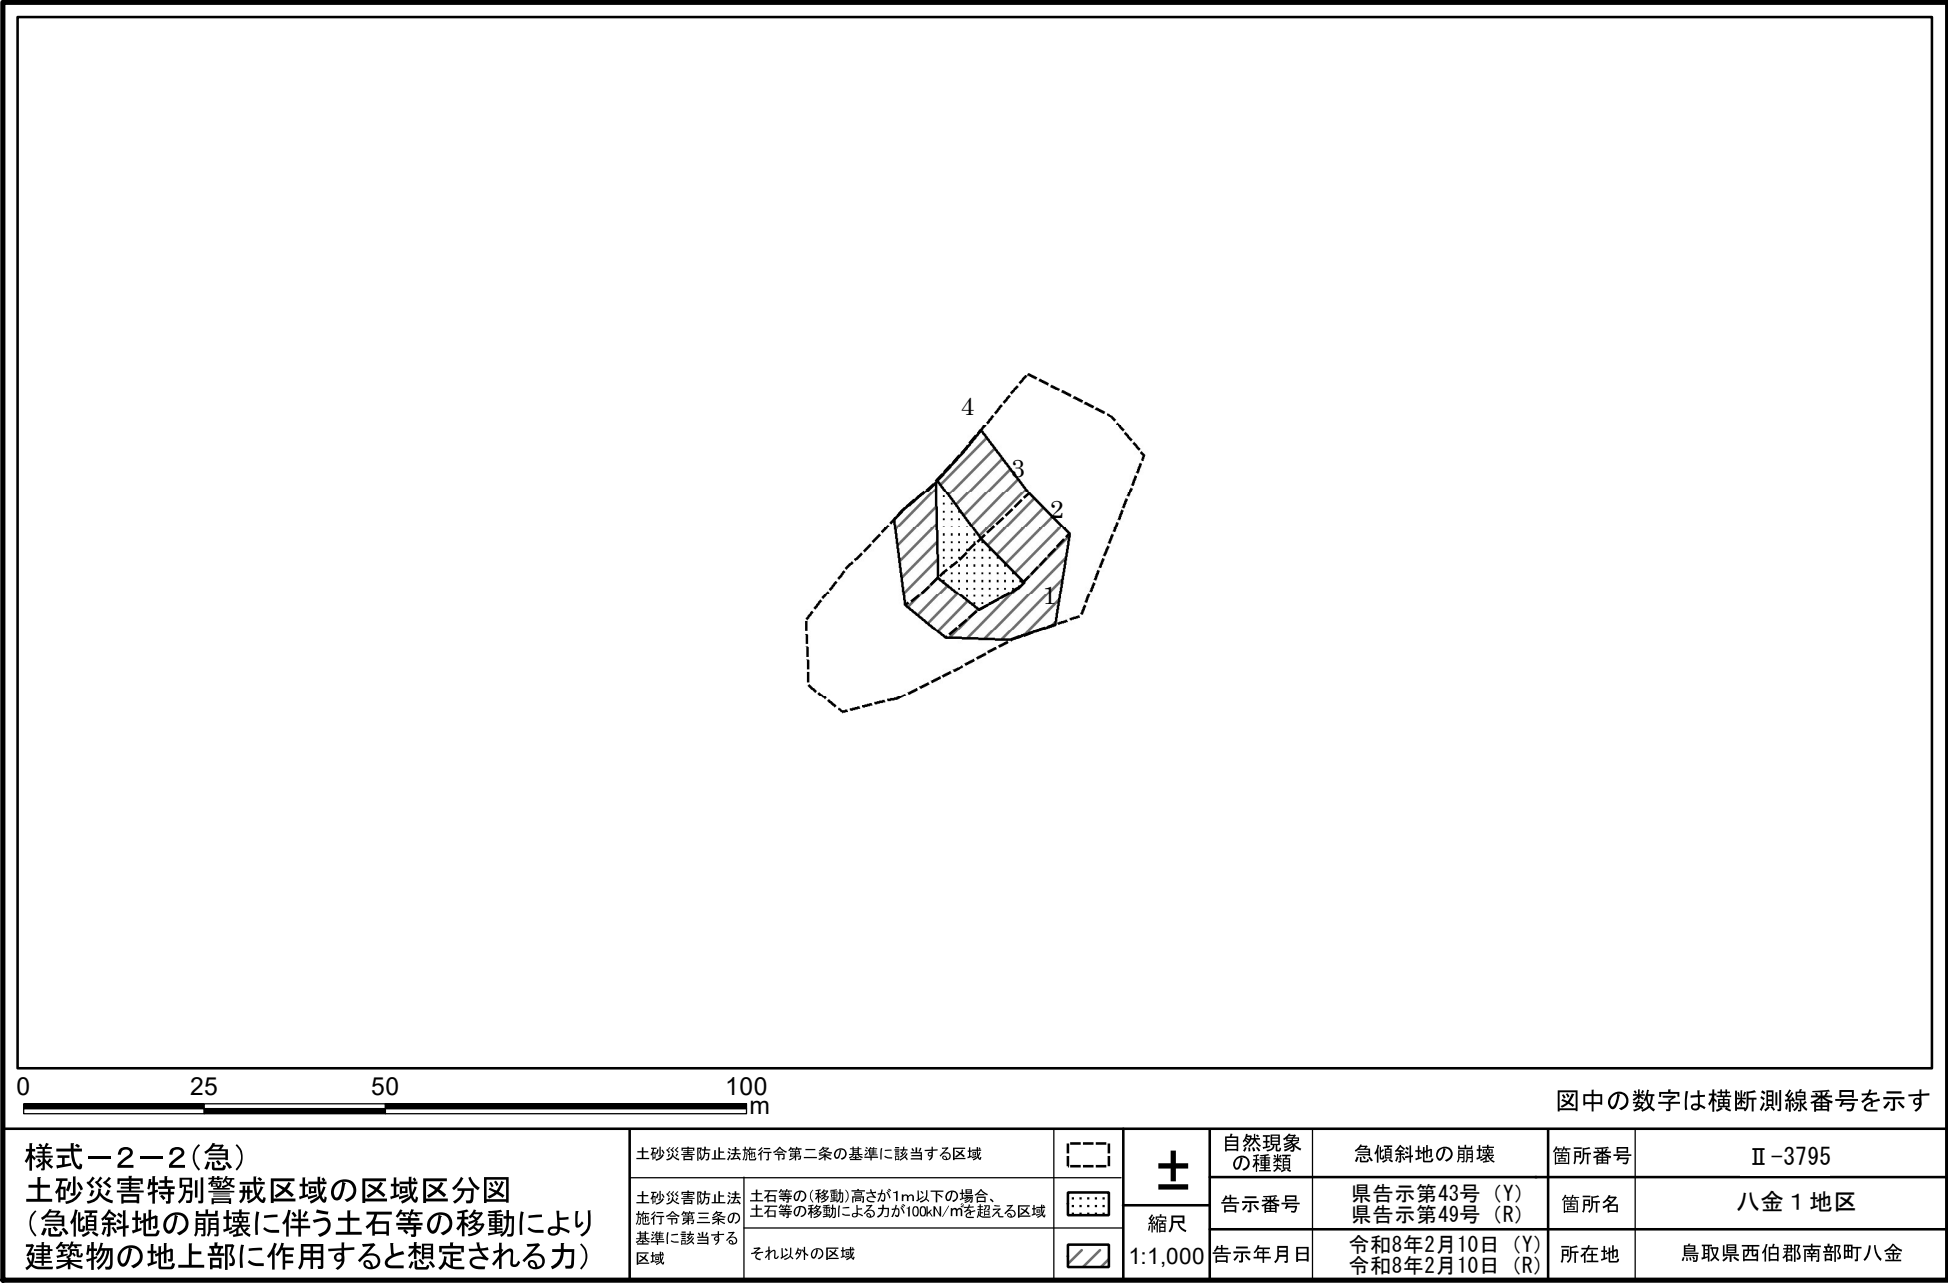 4
3
2
1
0 25 50 100
m
図中の数字は横断測線番号を示す
様式－２－２（急）
土砂災害特別警戒区域の区域区分図
（急傾斜地の崩壊に伴う土石等の移動により
建築物の地上部に作用すると想定される力）
土砂災害防止法施行令第二条の基準に該当する区域
土砂災害防止法
施行令第三条の
基準に該当する
区域
土石等の（移動）高さが1m以下の場合、
土石等の移動による力が100kN/㎡を超える区域
それ以外の区域
±
縮尺
1:1,000
自然現象
の種類
急傾斜地の崩壊
箇所番号
Ⅱ-3795
告示番号
県告示第43号（Y）
県告示第49号（R）
箇所名
八金１地区
告示年月日
令和8年2月10日（Y）
令和8年2月10日（R）
所在地
鳥取県西伯郡南部町八金